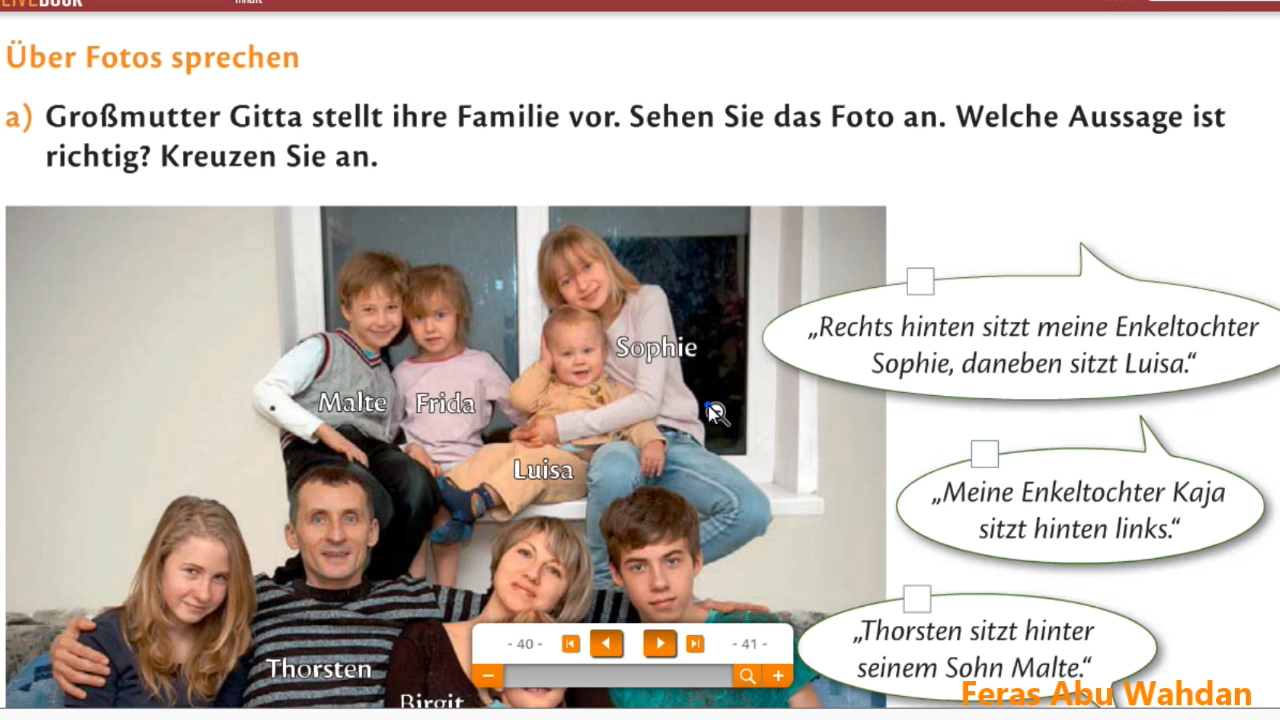 Über Fotos sprechen
a) Großmutter Gitta stellt ihre Familie vor. Sehen Sie das Foto an. Welche Aussage ist
richtig? Kreuzen Sie an.
„Rechts hinten sitzt meine Enkeltochter
Sophie, daneben sitzt Luisa.“
Sophie
Malte
Frida
Luisa
„Meine Enkeltochter Kaja
sitzt hinten links.“
„Thorsten sitzt hinter
seinem Sohn Malte.“
- 40 -
- 41 -
Thorsten
Birgit
Feras Abu Wahdan